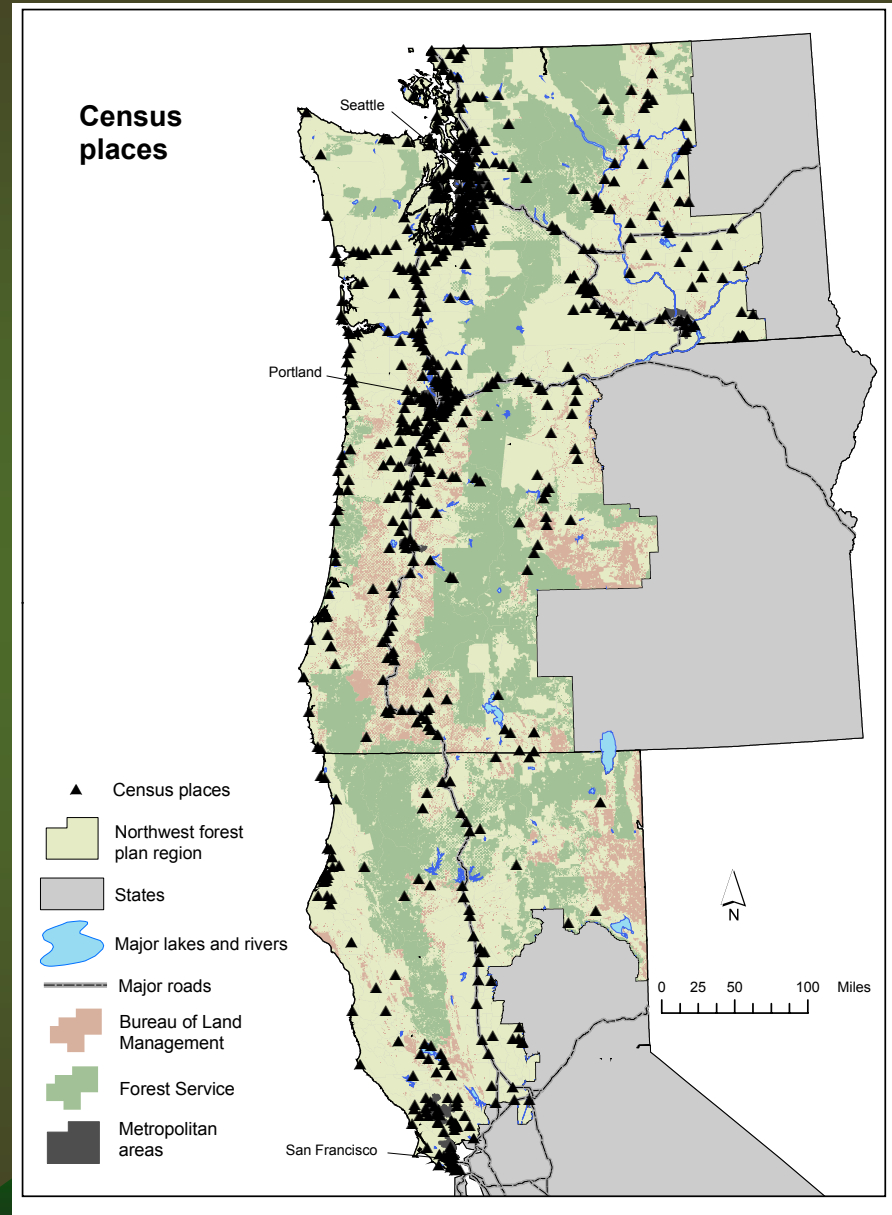 Census
places
Seattle
Portland
San Francisco
Census places
Northwest forest
plan region
States
Major lakes and rivers
Major roads
Bureau of Land
Management
Forest Service
Metropolitan
areas
N
0 25 50 100 Miles